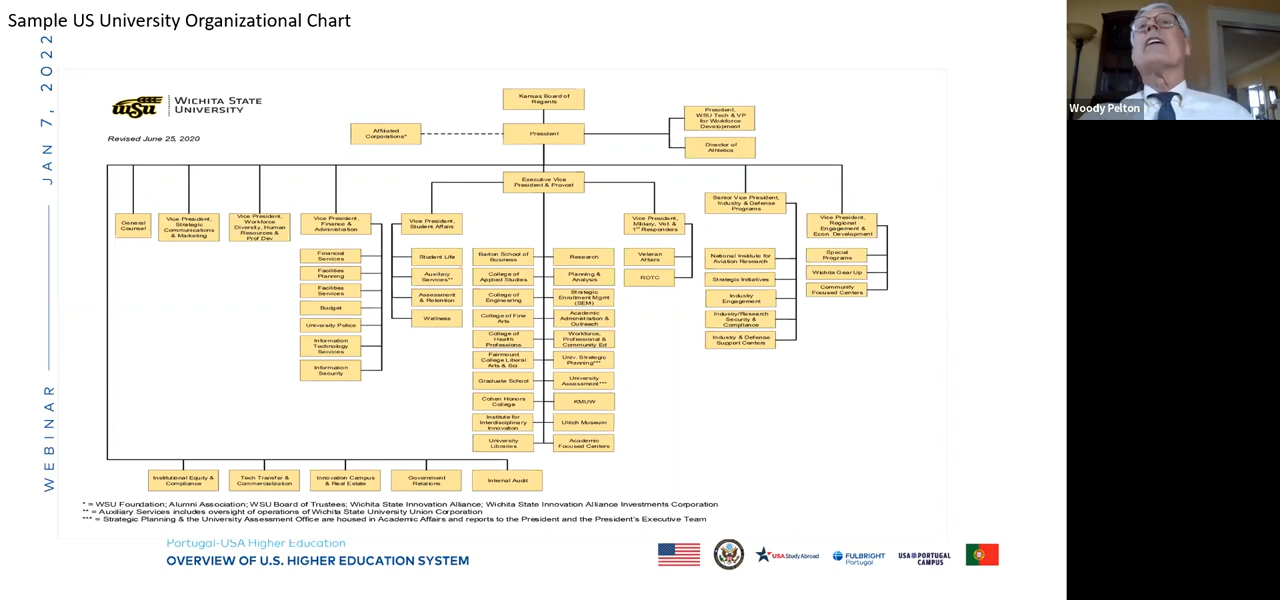 Sample US University Organizational Chart
WEBINAR
JAN 7, 2022
WSU
WICHITA STATE
UNIVERSITY
Revised June 25, 2020
Kansas Board of
Regents
Affiliated
Corporations*
President
President,
WSU Tech & VP
for Workforce
Development
Director of
Athletics
Executive Vice
President & Provost
General
Counsel
Vice President,
Strategic
Communications
& Marketing
Vice President,
Workforce
Diversity, Human
Resources &
Prof Dev
Vice President,
Finance &
Administration
Vice President,
Student Affairs
Vice President,
Military, Vet. &
1st Responders
Senior Vice President,
Industry & Defense
Programs
Vice President,
Regional
Engagement &
Econ. Development
Financial
Services
Facilities
Planning
Facilities
Services
Budget
University Police
Information
Technology
Services
Information
Security
Student Life
Auxiliary
Services**
Assessment
& Retention
Wellness
Barton School of
Business
College of
Applied Studies
College of
Engineering
College of Fine
Arts
College of
Health
Professions
Fairmount
College Liberal
Arts & Sci.
Graduate School
Cohen Honors
College
Institute for
Interdisciplinary
Innovation
University
Libraries
Research
Planning &
Analysis
Strategic
Enrollment Mgmt
(SEM)
Academic
Administration &
Outreach
Workforce,
Professional &
Community Ed
Univ. Strategic
Planning***
University
Assessment***
KMUW
Ulrich Museum
Academic
Focused Centers
Veteran
Affairs
ROTC
National Institute for
Aviation Research
Strategic Initiatives
Industry
Engagement
Industry/Research
Security &
Compliance
Industry & Defense
Support Centers
Special
Programs
Wichita Gear Up
Community
Focused Centers
Institutional Equity &
Compliance
Tech Transfer &
Commercialization
Innovation Campus
& Real Estate
Government
Relations
Internal Audit
* = WSU Foundation; Alumni Association; WSU Board of Trustees; Wichita State Innovation Alliance; Wichita State Innovation Alliance Investments Corporation
** = Auxiliary Services includes oversight of operations of Wichita State University Union Corporation
*** = Strategic Planning & the University Assessment Office are housed in Academic Affairs and reports to the President and the President's Executive Team
Portugal-USA Higher Education
OVERVIEW OF U.S. HIGHER EDUCATION SYSTEM
USA Study Abroad
FULBRIGHT
Portugal
USA@PORTUGAL
CAMPUS
Woody Pelton